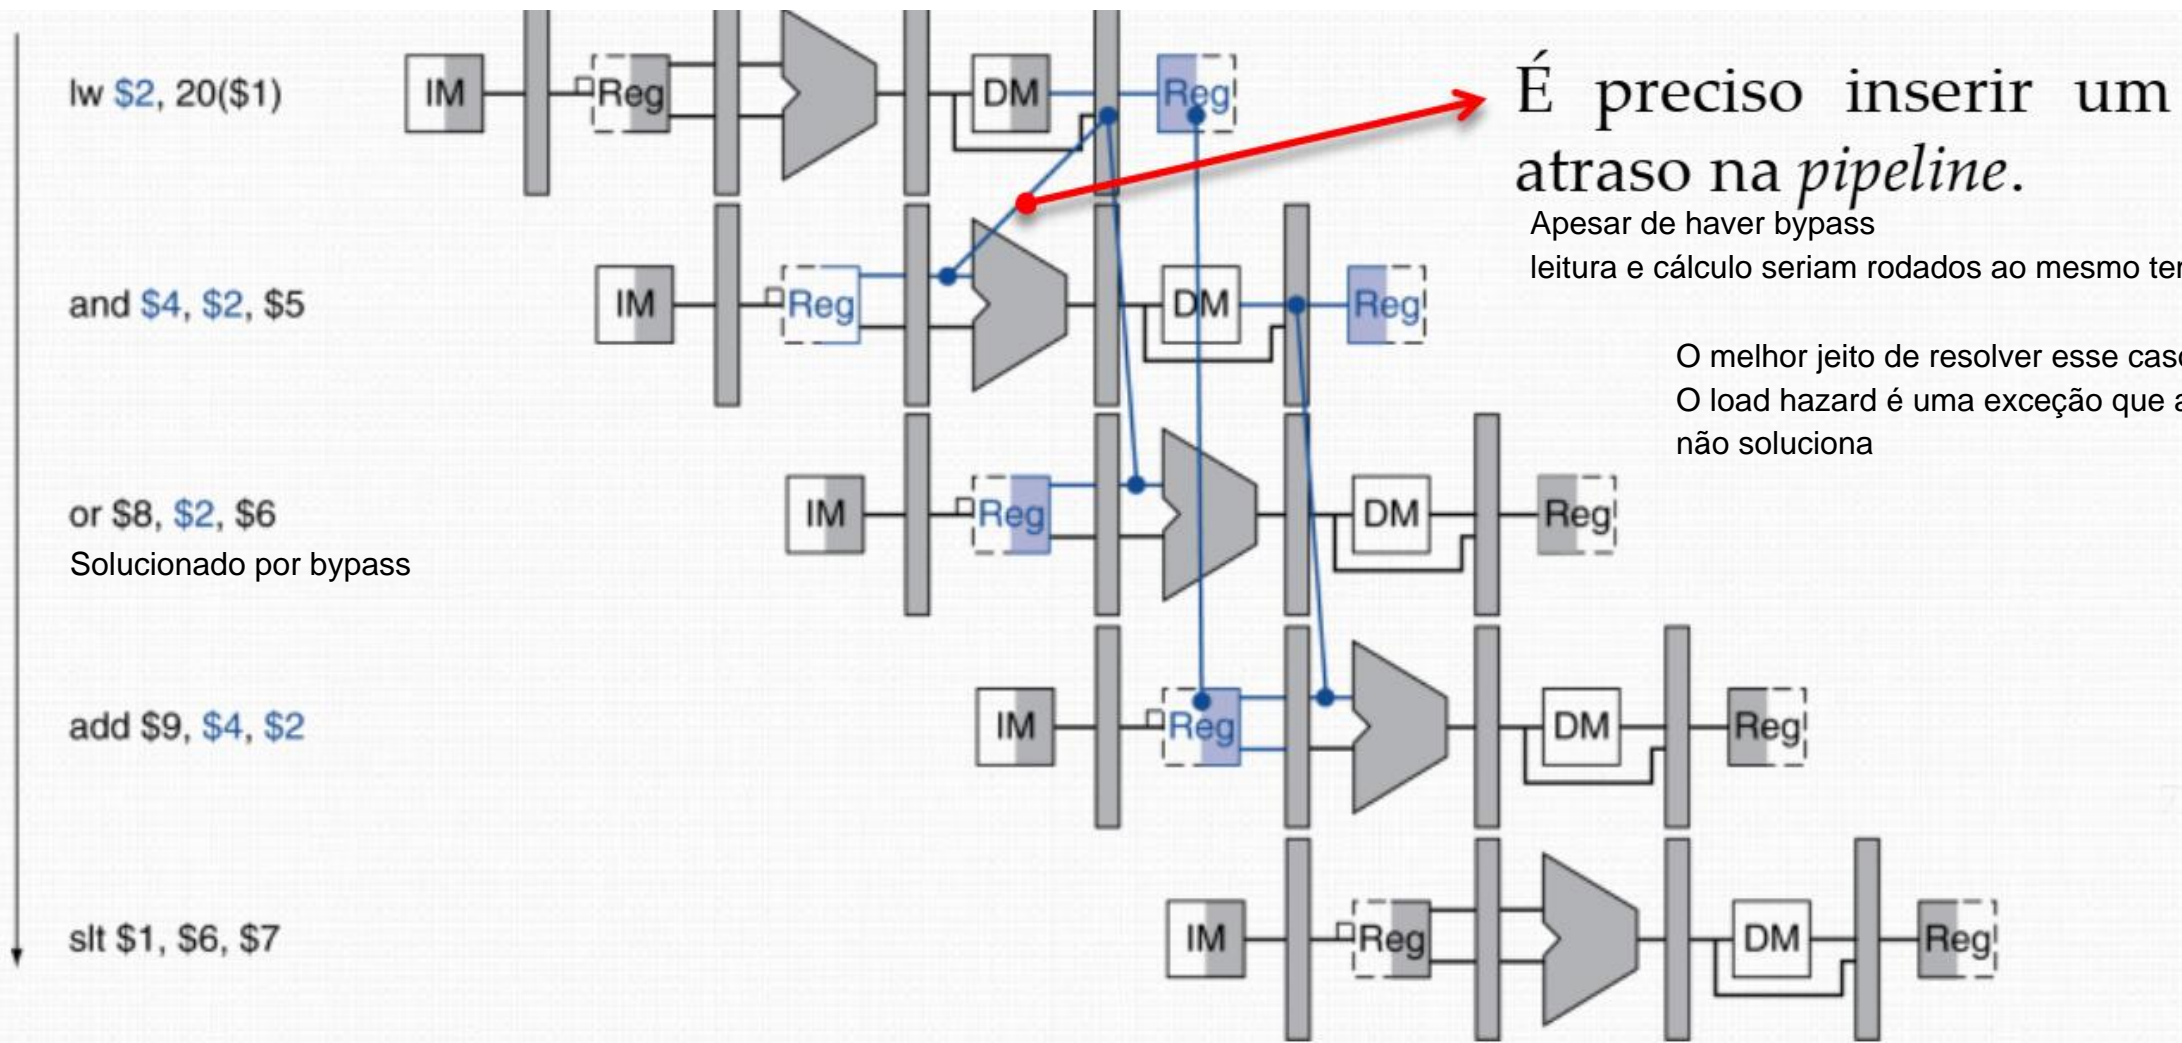 lw $2, 20($1)
IM
Reg
DM
Reg
É preciso inserir um
atraso na pipeline.
Apesar de haver bypass
leitura e cálculo seriam rodados ao mesmo
and $4, $2, $5
IM
Reg
DM
Reg
O melhor jeito de resolver esse
O load hazard é uma exceção que
não soluciona
or $8, $2, $6
IM
Reg
DM
Reg
Solucionado por bypass
add $9, $4, $2
IM
Reg
DM
Reg
slt $1, $6, $7
IM
Reg
DM
Reg